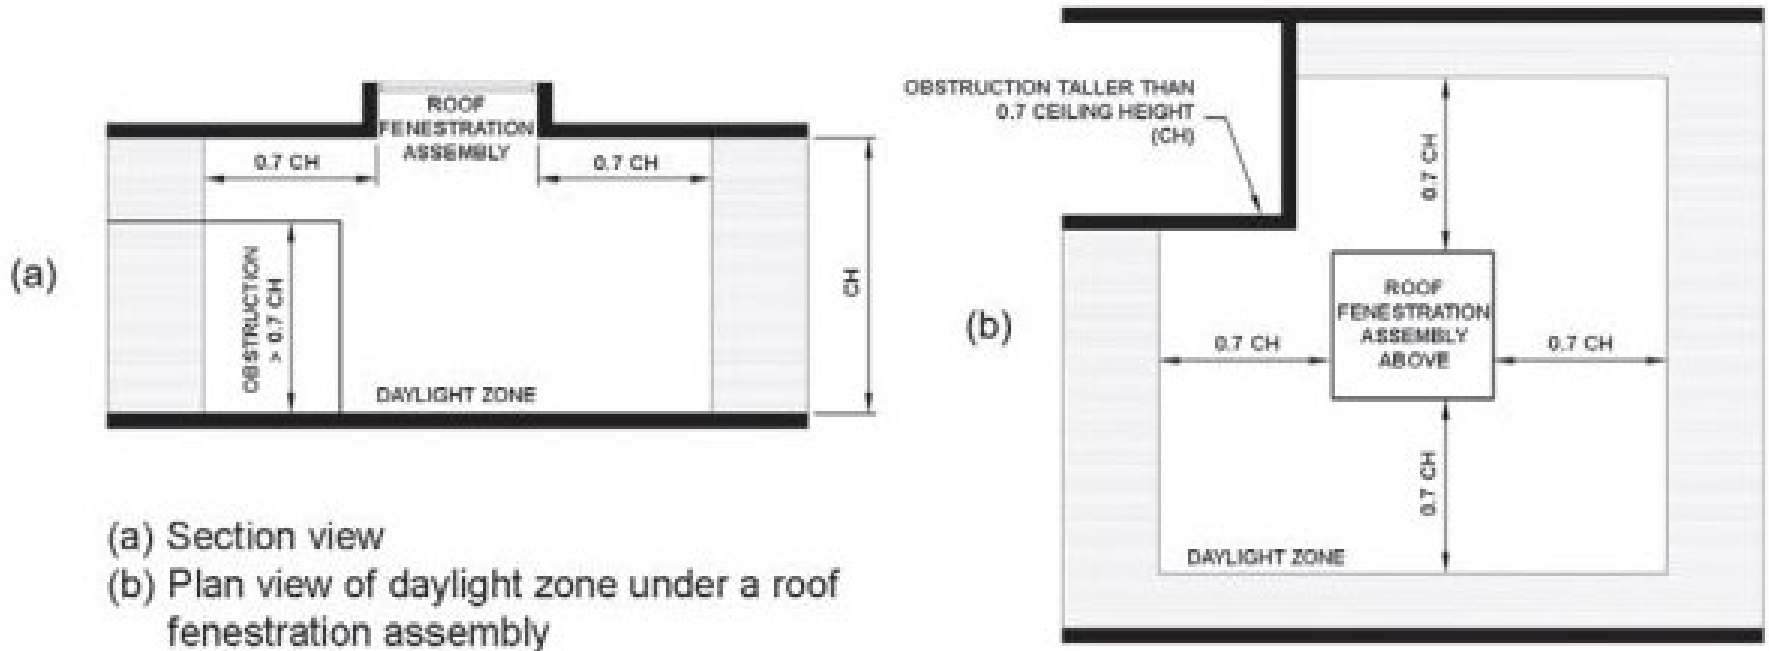 (a)
ROOF
FENESTRATION
ASSEMBLY
0.7 CH
0.7 CH
OBSTRUCTION
> 0.7 CH
CH
DAYLIGHT ZONE
(a) Section view
(b) Plan view of daylight zone under a roof
fenestration assembly
(b)
OBSTRUCTION TALLER THAN
0.7 CEILING HEIGHT
(CH)
0.7 CH
ROOF
FENESTRATION
ASSEMBLY
ABOVE
0.7 CH
0.7 CH
0.7 CH
DAYLIGHT ZONE